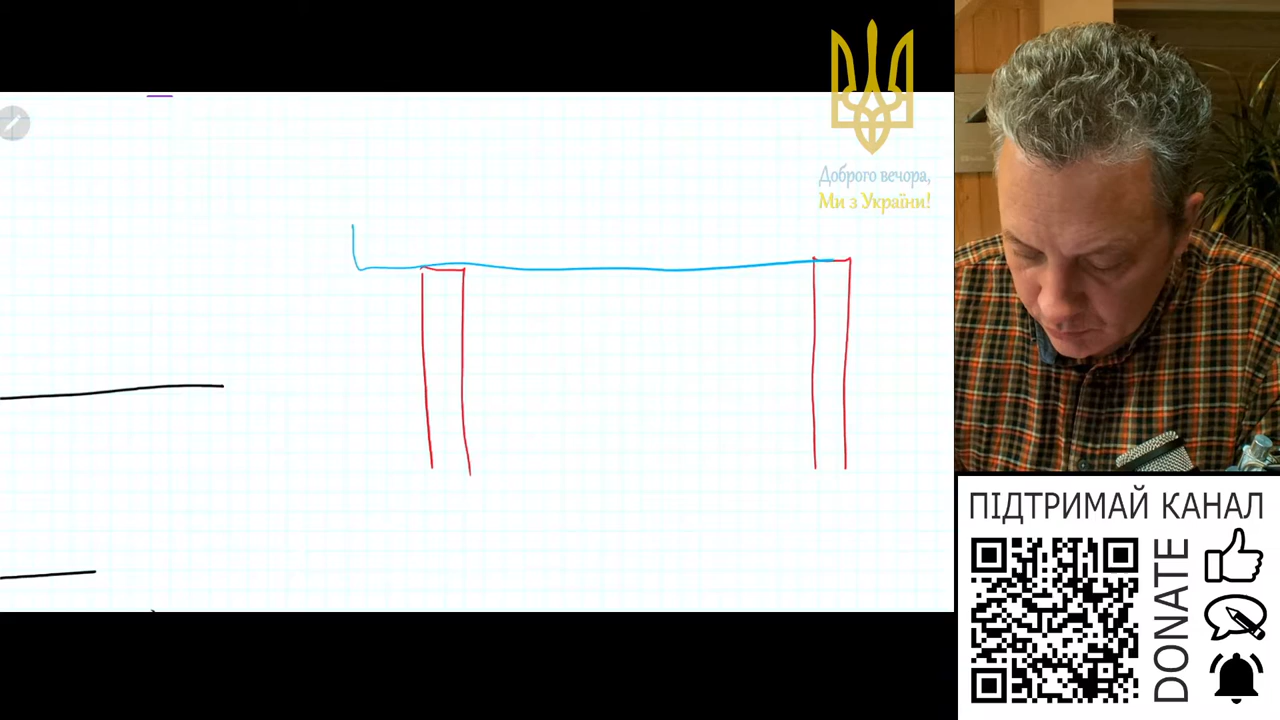 Доброго вечора,
Ми з України!
ПІДТРИМАЙ КАНАЛ
DONATE